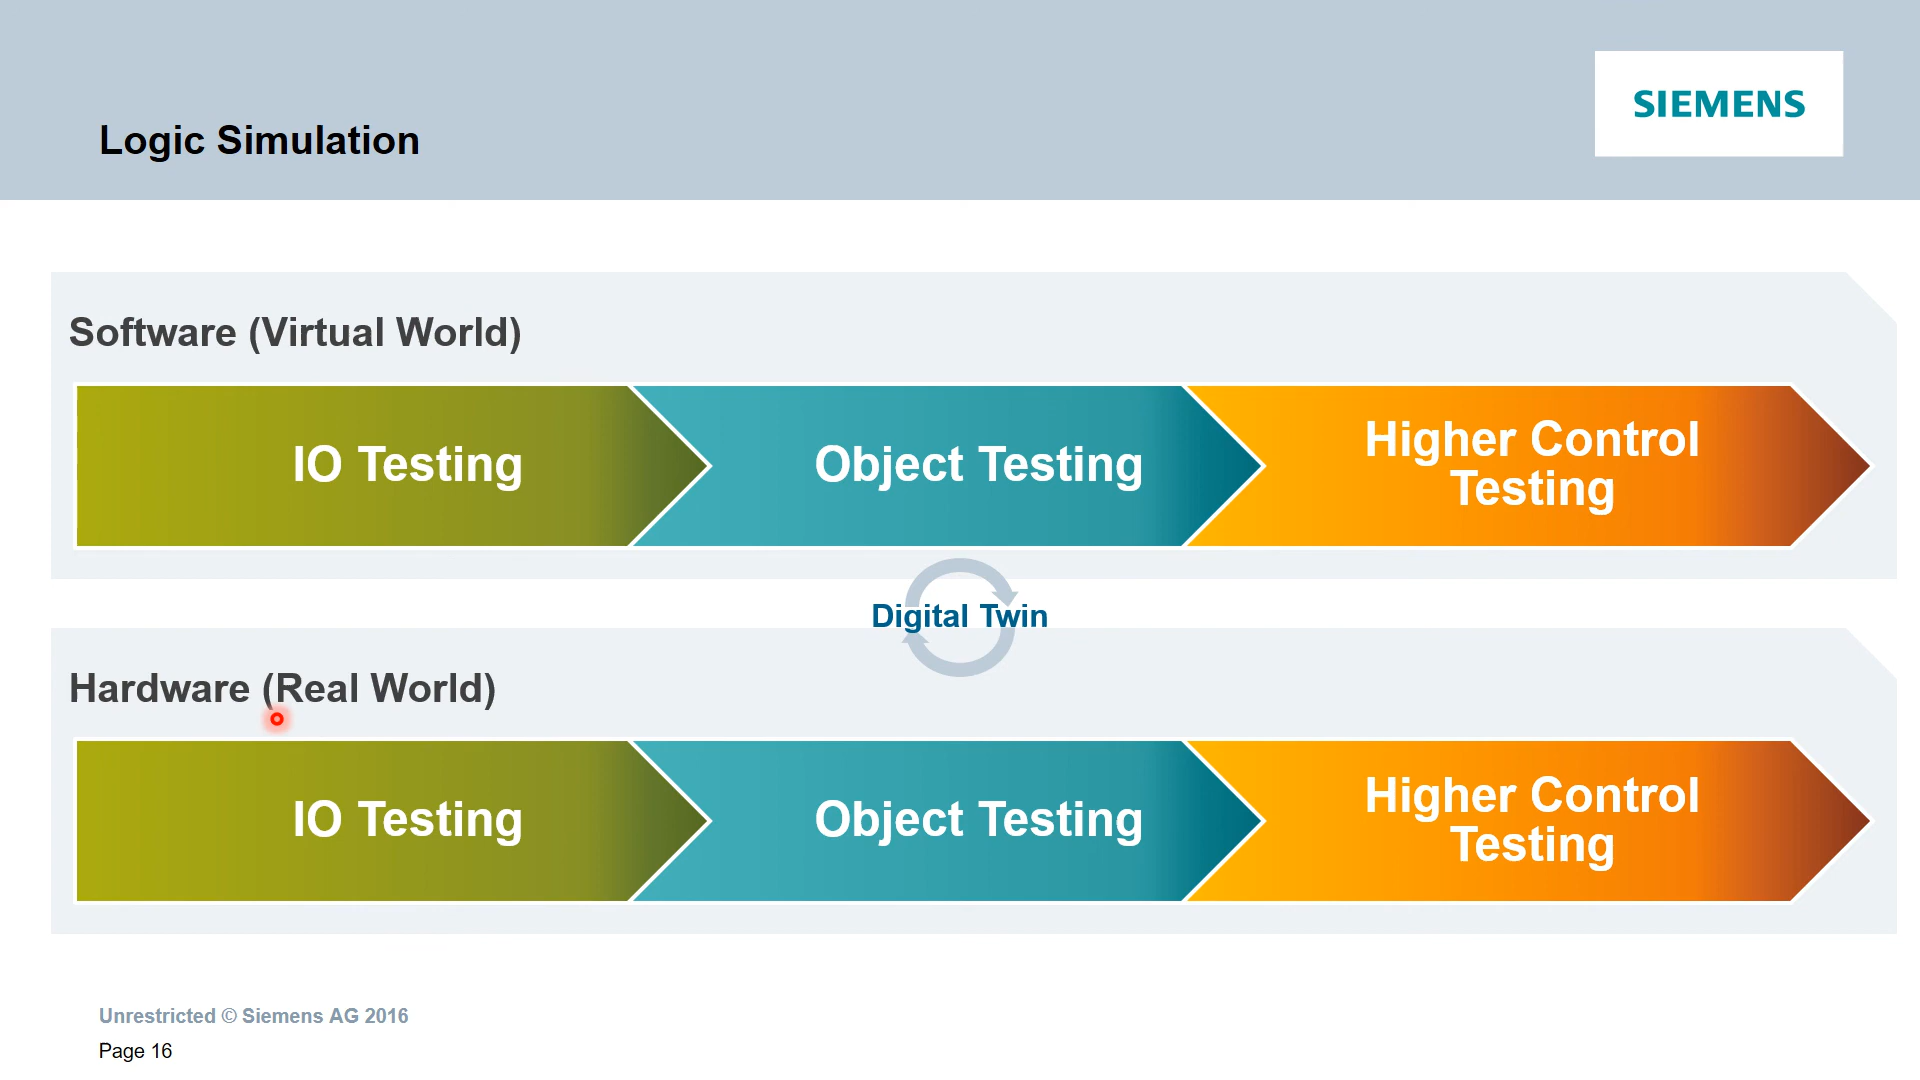 SIEMENS
Logic Simulation
Software (Virtual World)
IO Testing
Object Testing
Higher Control
Testing
Digital Twin
Hardware (Real World)
IO Testing
Object Testing
Higher Control
Testing
Unrestricted © Siemens AG 2016
Page 16